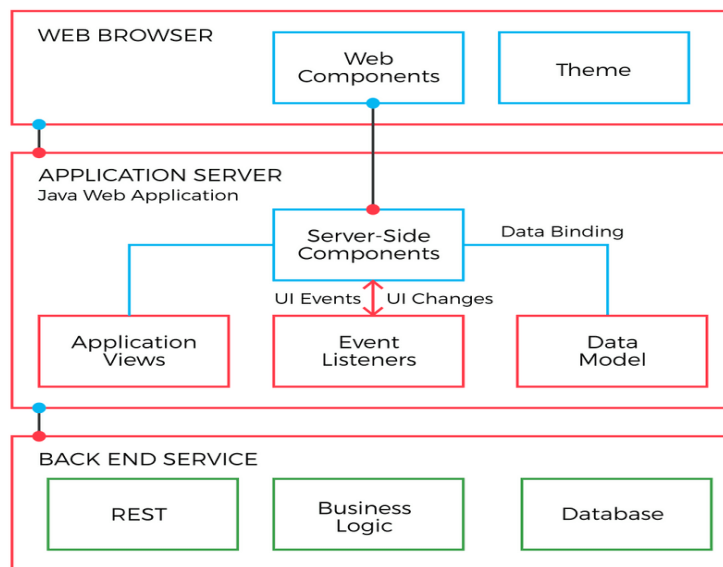 WEB BROWSER
Web
Components
Theme
APPLICATION SERVER
Java Web Application
Server-Side
Components
Data Binding
UI Events
UI Changes
Application
Views
Event
Listeners
Data
Model
BACK END SERVICE
REST
Business
Logic
Database